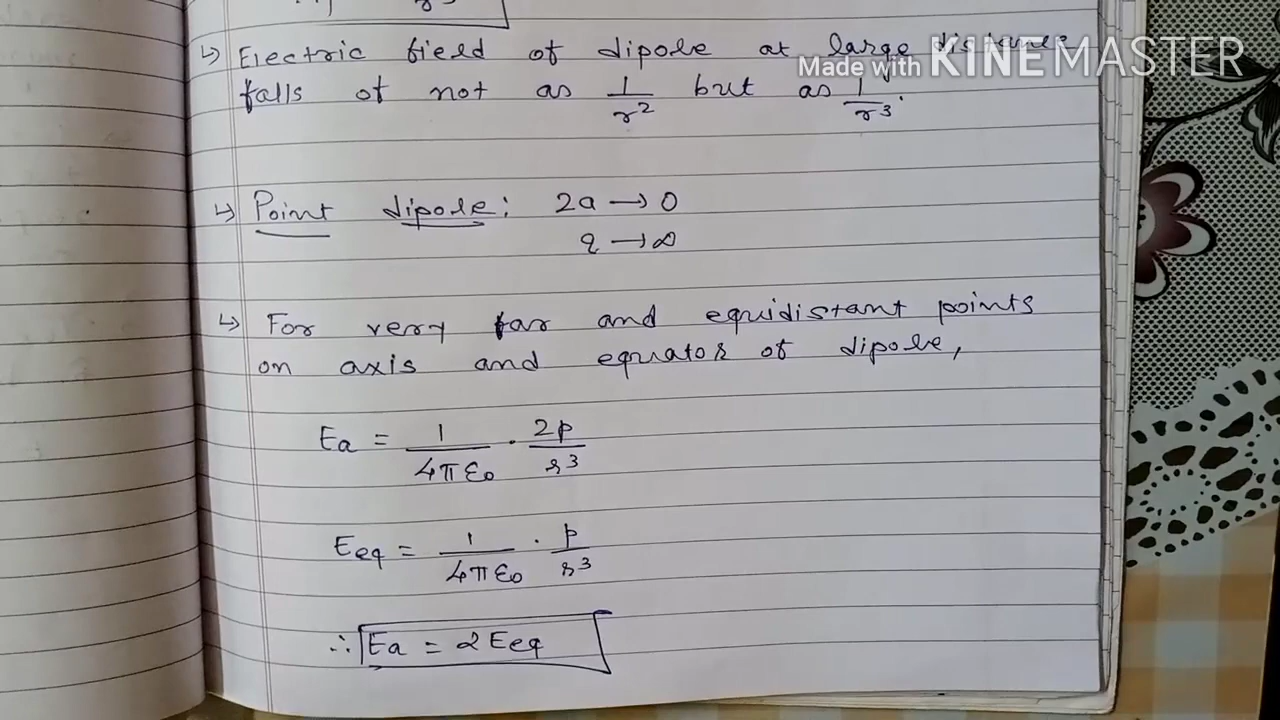 ↳ Electric field of dipole at large distance
Made with KINEMASTER
falls of not as 1/r² but as 1/r³.
↳ Point dipole: 2a → 0
q → ∞
↳ For very far and equidistant points
on axis and equator of dipole,
Ea = 1/4πε₀ · 2p/r³
Eeq = 1/4πε₀ · p/r³
∴ Ea = 2Eeq